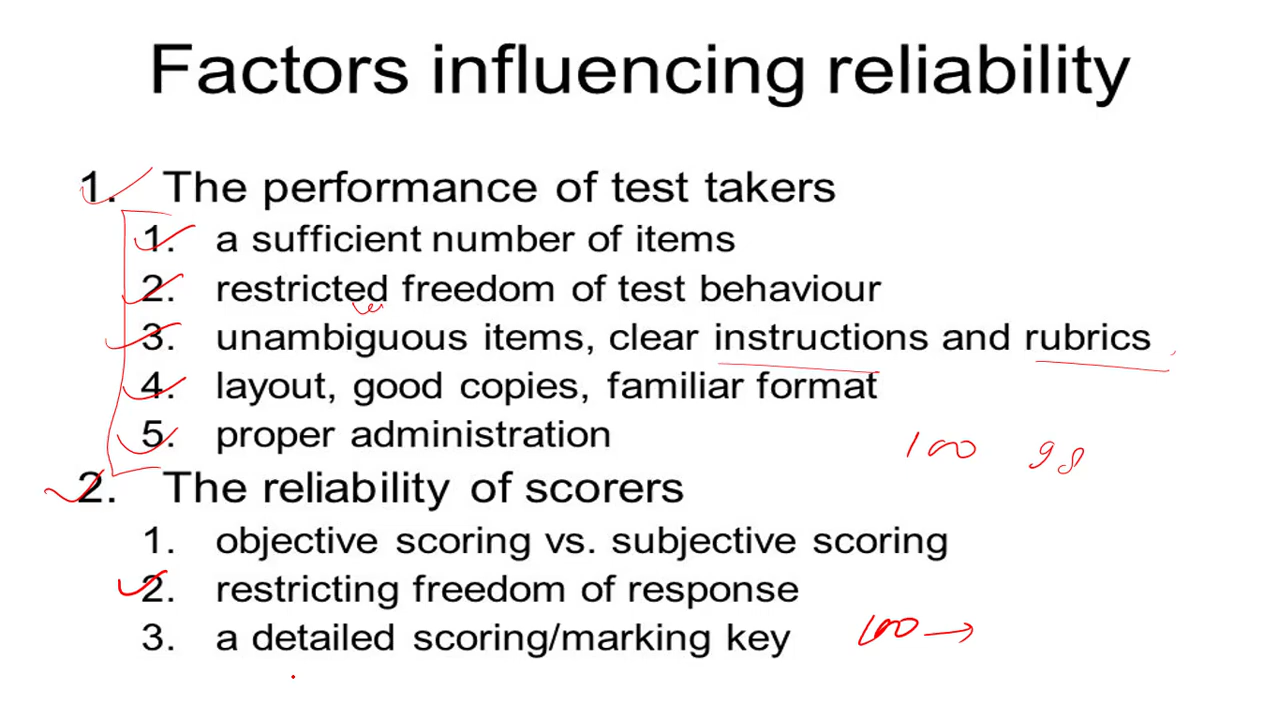 Factors influencing reliability
1. The performance of test takers
1. a sufficient number of items
2. restricted freedom of test behaviour
3. unambiguous items, clear instructions and rubrics
4. layout, good copies, familiar format
5. proper administration
100 98
2. The reliability of scorers
1. objective scoring vs. subjective scoring
2. restricting freedom of response
3. a detailed scoring/marking key
100 →